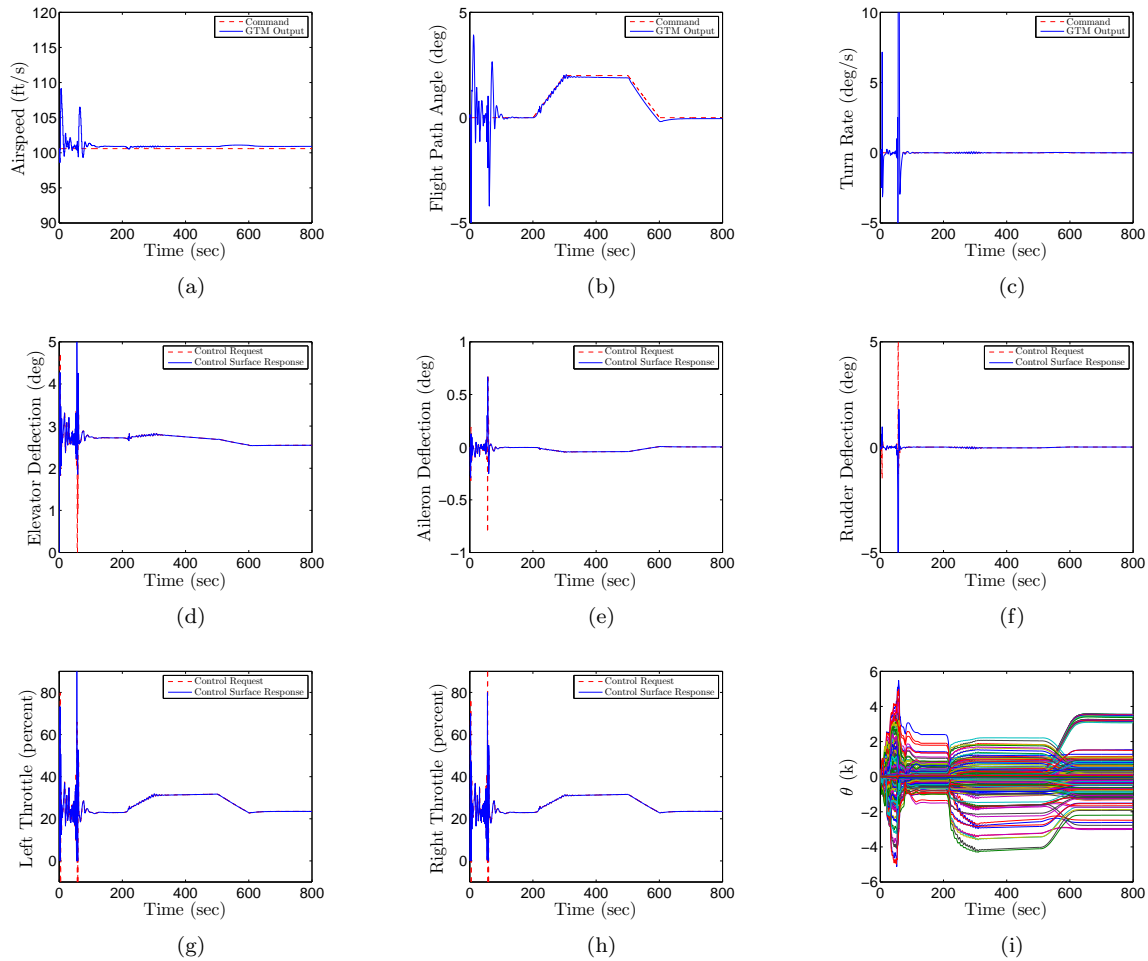 120
115
110
105
100
95
90
Airspeed (ft/s)
Command
GTM Output
0 200 400 600 800
Time (sec)
(a)
5
0
−5
Flight Path Angle (deg)
Command
GTM Output
0 200 400 600 800
Time (sec)
(b)
10
5
0
−5
Turn Rate (deg/s)
Command
GTM Output
0 200 400 600 800
Time (sec)
(c)
5
4
3
2
1
0
Elevator Deflection (deg)
Control Request
Control Surface Response
0 200 400 600 800
Time (sec)
(d)
1
0.5
0
−0.5
−1
Aileron Deflection (deg)
Control Request
Control Surface Response
0 200 400 600 800
Time (sec)
(e)
5
0
−5
Rudder Deflection (deg)
Control Request
Control Surface Response
0 200 400 600 800
Time (sec)
(f)
80
60
40
20
0
Left Throttle (percent)
Control Request
Control Surface Response
0 200 400 600 800
Time (sec)
(g)
80
60
40
20
0
Right Throttle (percent)
Control Request
Control Surface Response
0 200 400 600 800
Time (sec)
(h)
6
4
2
0
−2
−4
−6
θ (k)
0 200 400 600 800
Time (sec)
(i)